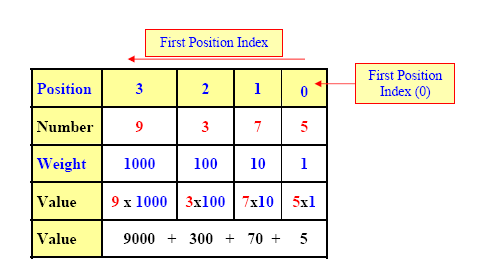 First Position Index
First Position
Index (0)
Position 3 2 1 0
Number 9 3 7 5
Weight 1000 100 10 1
Value 9 x 1000 3x100 7x10 5x1
Value 9000 + 300 + 70 + 5